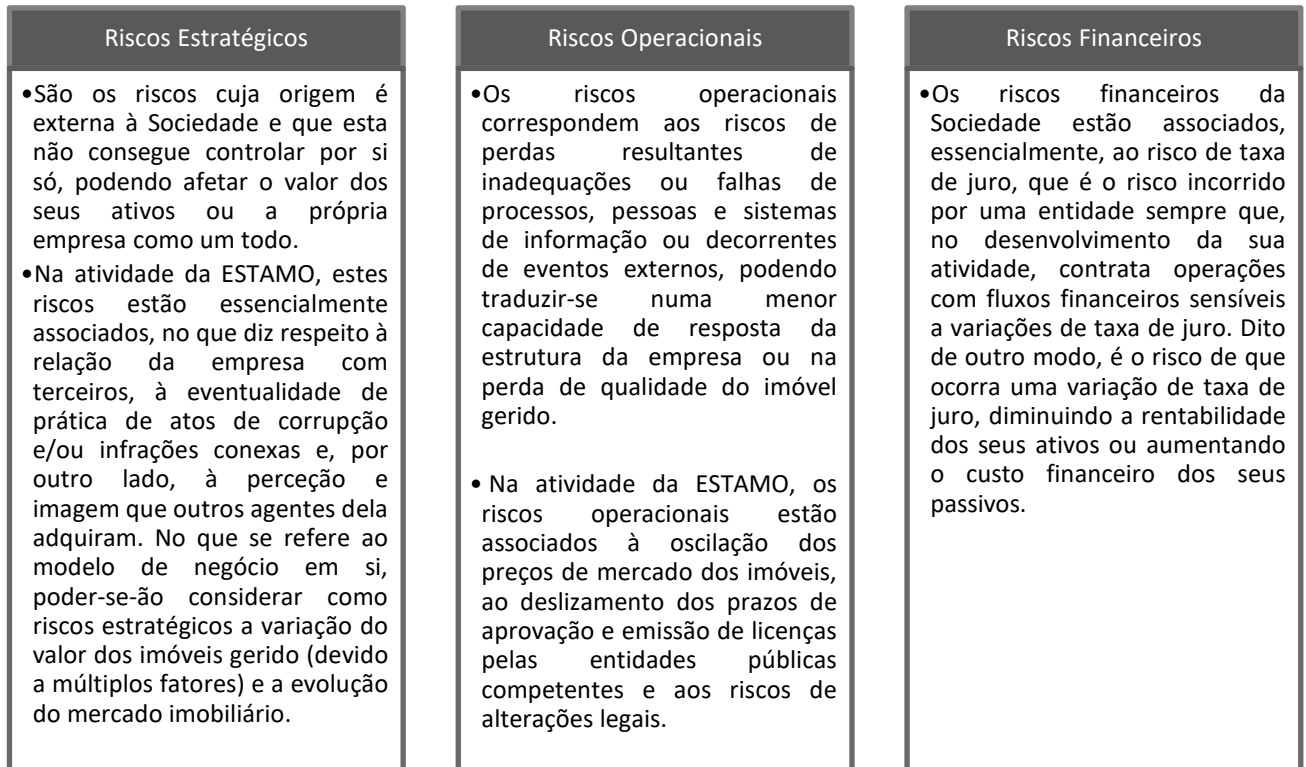 Riscos Estratégicos
•São os riscos cuja origem é
externa à Sociedade e que esta
não consegue controlar por si
só, podendo afetar o valor dos
seus ativos ou a própria
empresa como um todo.
•Na atividade da ESTAMO, estes
riscos estão essencialmente
associados, no que diz respeito à
relação da empresa com
terceiros, à eventualidade de
prática de atos de corrupção
e/ou infrações conexas e, por
outro lado, à perceção e
imagem que outros agentes dela
adquiram. No que se refere ao
modelo de negócio em si,
poder-se-ão considerar como
riscos estratégicos a variação do
valor dos imóveis gerido (devido
a múltiplos fatores) e a evolução
do mercado imobiliário.
Riscos Operacionais
•Os riscos operacionais
correspondem aos riscos de
perdas resultantes de
inadequações ou falhas de
processos, pessoas e sistemas
de informação ou decorrentes
de eventos externos, podendo
traduzir-se numa menor
capacidade de resposta da
estrutura da empresa ou na
perda de qualidade do imóvel
gerido.
• Na atividade da ESTAMO, os
riscos operacionais estão
associados à oscilação dos
preços de mercado dos imóveis,
ao deslizamento dos prazos de
aprovação e emissão de licenças
pelas entidades públicas
competentes e aos riscos de
alterações legais.
Riscos Financeiros
•Os riscos financeiros da
Sociedade estão associados,
essencialmente, ao risco de taxa
de juro, que é o risco incorrido
por uma entidade sempre que,
no desenvolvimento da sua
atividade, contrata operações
com fluxos financeiros sensíveis
a variações de taxa de juro. Dito
de outro modo, é o risco de que
ocorra uma variação de taxa de
juro, diminuindo a rentabilidade
dos seus ativos ou aumentando
o custo financeiro dos seus
passivos.